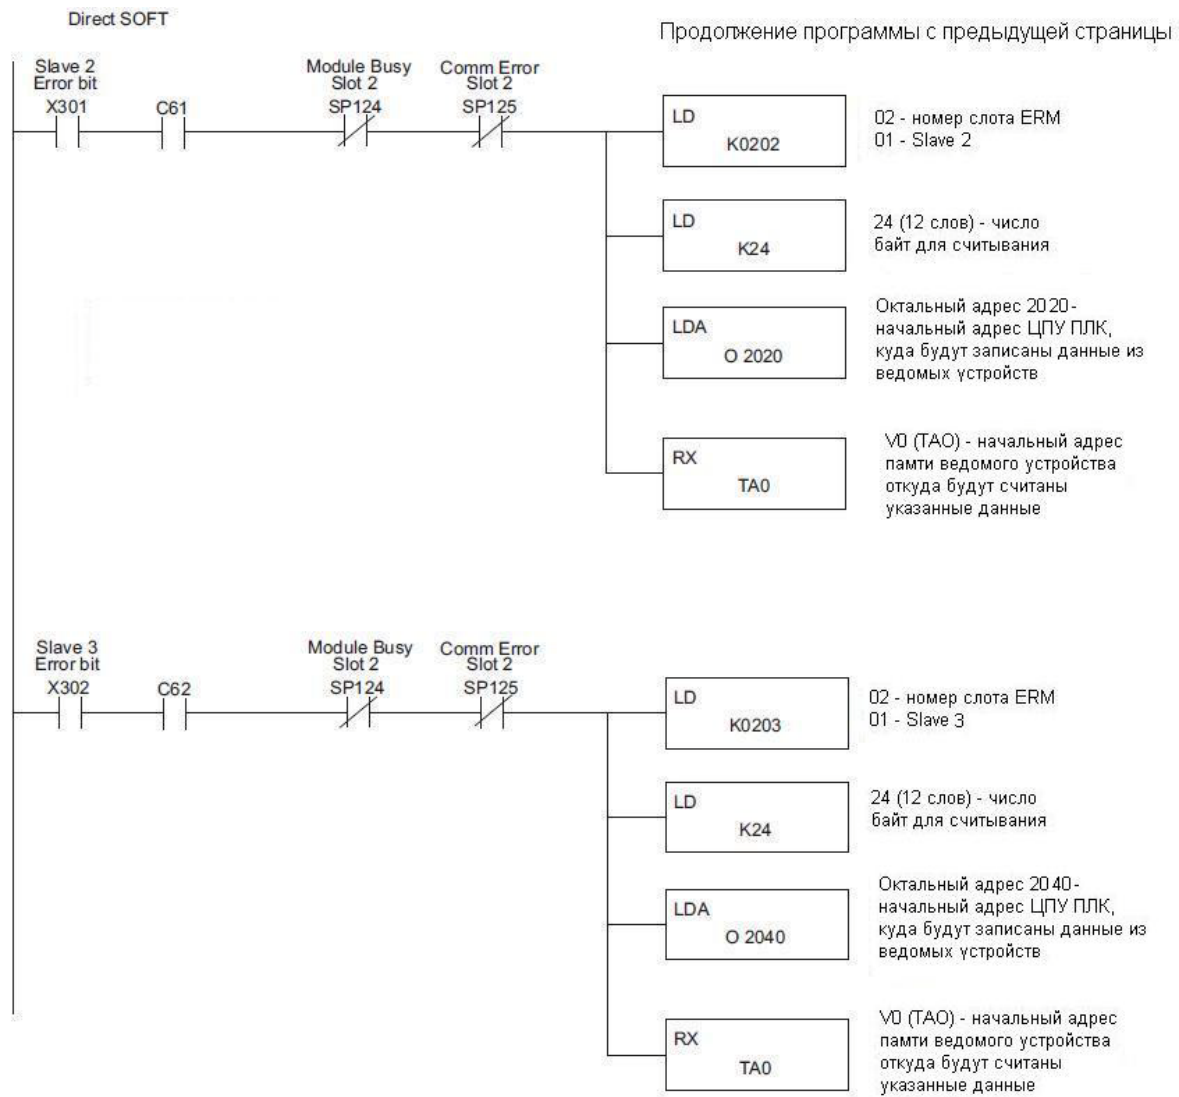 Direct SOFT
Продолжение программы с предыдущей страницы
Slave 2
Error bit
X301
C61
Module Busy
Slot 2
SP124
Comm Error
Slot 2
SP125
LD
K0202
02 - номер слота ERM
01 - Slave 2
LD
K24
24 (12 слов) - число
байт для считывания
LDA
O 2020
Октальный адрес 2020-
начальный адрес ЦПУ ПЛК,
куда будут записаны данные из
ведомых устройств
RX
TA0
V0 (TAO) - начальный адрес
памти ведомого устройства
откуда будут считаны
указанные данные
Slave 3
Error bit
X302
C62
Module Busy
Slot 2
SP124
Comm Error
Slot 2
SP125
LD
K0203
02 - номер слота ERM
01 - Slave 3
LD
K24
24 (12 слов) - число
байт для считывания
LDA
O 2040
Октальный адрес 2040-
начальный адрес ЦПУ ПЛК,
куда будут записаны данные из
ведомых устройств
RX
TA0
V0 (TAO) - начальный адрес
памти ведомого устройства
откуда будут считаны
указанные данные